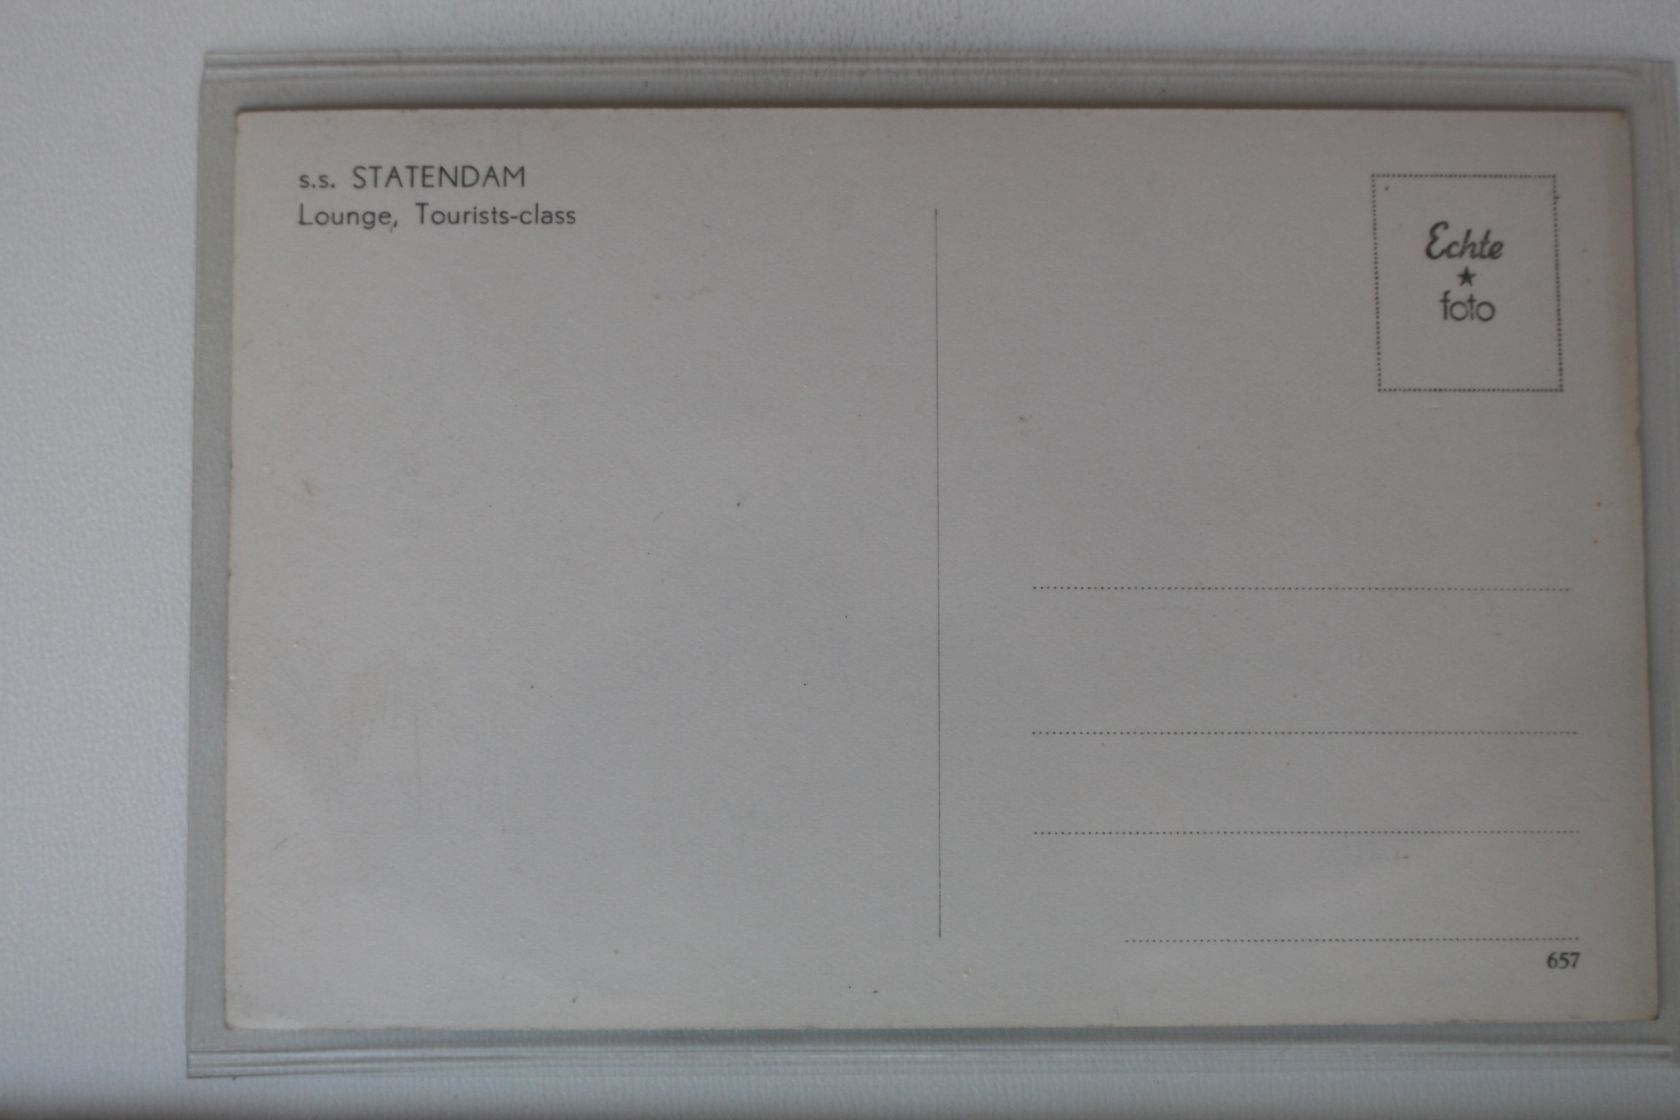 s.s. STATENDAM
Lounge, Tourists-class
Echte
foto
657